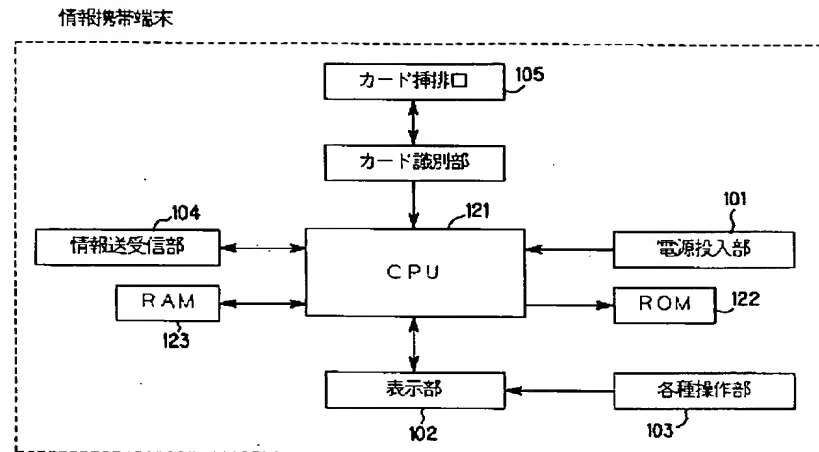 情報携帯端末
カード挿排口
105
カード識別部
104
121
101
情報送受信部
CPU
電源投入部
RAM
ROM
122
123
表示部
各種操作部
102
103